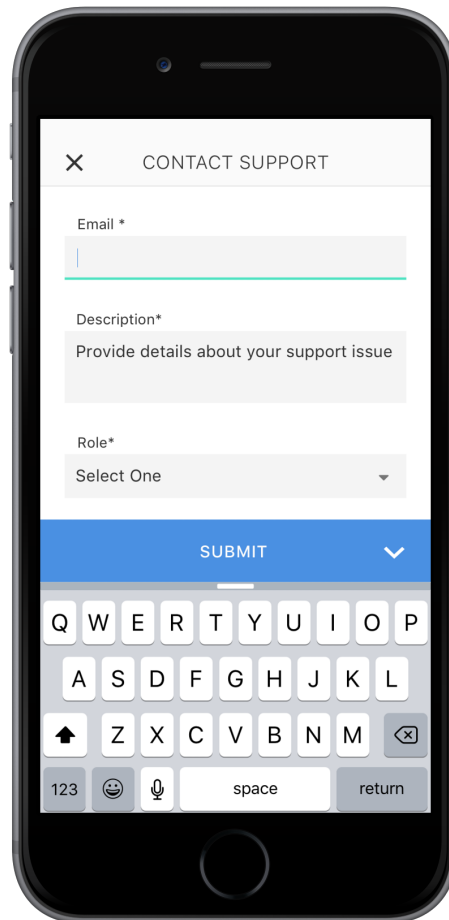 CONTACT SUPPORT
Email *
Description*
Provide details about your support issue
Role*
Select One
SUBMIT
Q W E R T Y U I O P
A S D F G H J K L
Z X C V B N M
123 space return